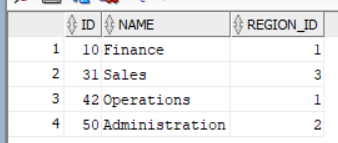 ID NAME REGION_ID
1 10 Finance 1
2 31 Sales 3
3 42 Operations 1
4 50 Administration 2